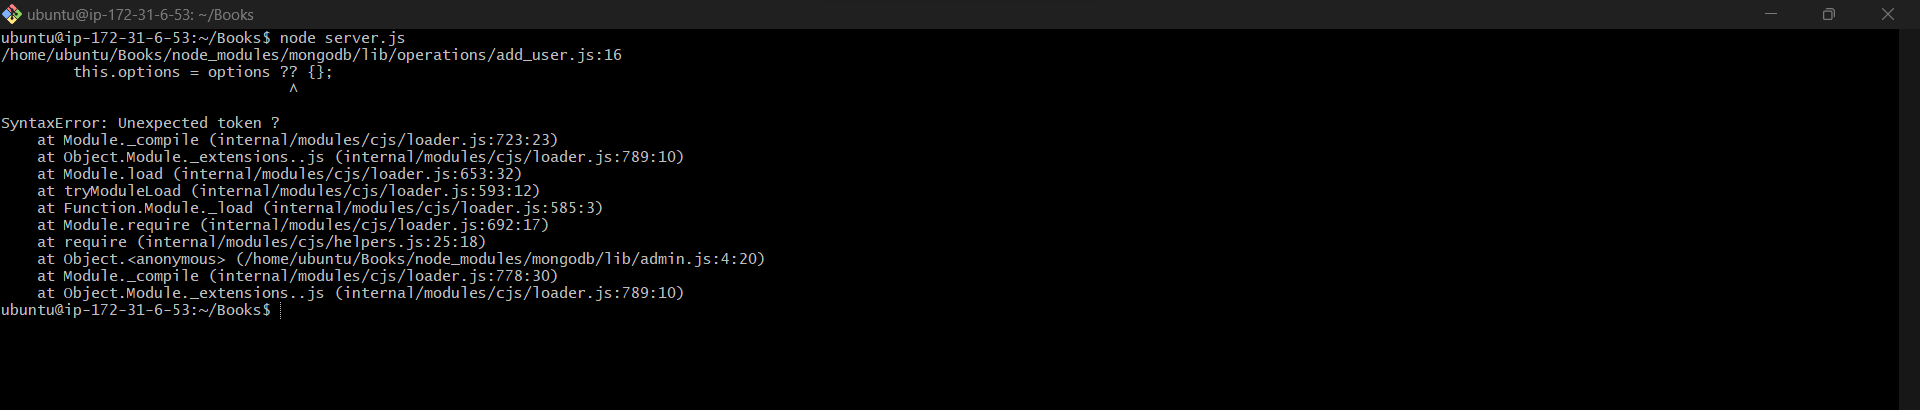 ubuntu@ip-172-31-6-53: ~/Books
ubuntu@ip-172-31-6-53:~/Books$ node server.js
/home/ubuntu/Books/node_modules/mongodb/lib/operations/add_user.js:16
        this.options = options ?? {};
                                ^
SyntaxError: Unexpected token ?
    at Module._compile (internal/modules/cjs/loader.js:723:23)
    at Object.Module._extensions..js (internal/modules/cjs/loader.js:789:10)
    at Module.load (internal/modules/cjs/loader.js:653:32)
    at tryModuleLoad (internal/modules/cjs/loader.js:593:12)
    at Function.Module._load (internal/modules/cjs/loader.js:585:3)
    at Module.require (internal/modules/cjs/loader.js:692:17)
    at require (internal/modules/cjs/helpers.js:25:18)
    at Object.<anonymous> (/home/ubuntu/Books/node_modules/mongodb/lib/admin.js:4:20)
    at Module._compile (internal/modules/cjs/loader.js:778:30)
    at Object.Module._extensions..js (internal/modules/cjs/loader.js:789:10)
ubuntu@ip-172-31-6-53:~/Books$